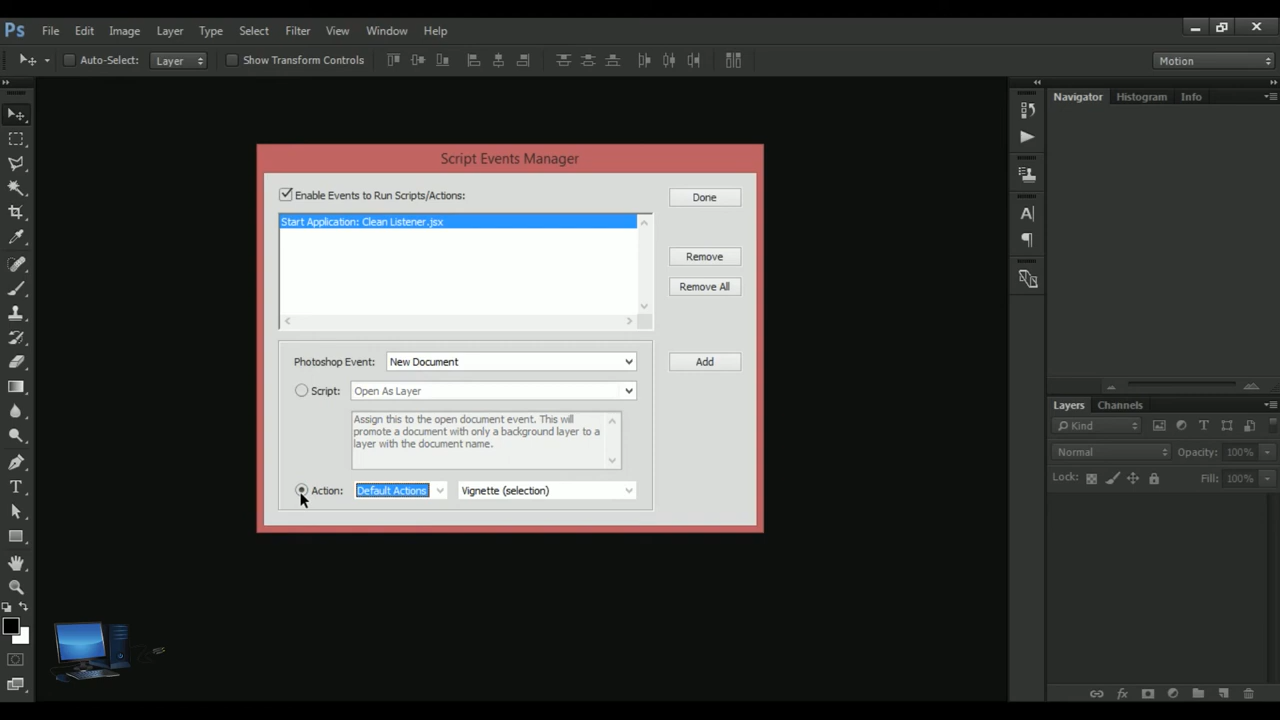 Ps File Edit Image Layer Type Select Filter View Window Help
Auto-Select: Layer Show Transform Controls Motion
Navigator Histogram Info
Script Events Manager
Enable Events to Run Scripts/Actions: Done
Start Application: Clean Listener.jsx
Remove
Remove All
Photoshop Event: New Document Add
Script: Open As Layer
Assign this to the open document event. This will
promote a document with only a background layer to a
layer with the document name.
Action: Default Actions Vignette (selection)
Layers Channels
Kind
Normal Opacity: 100%
Lock: Fill: 100%